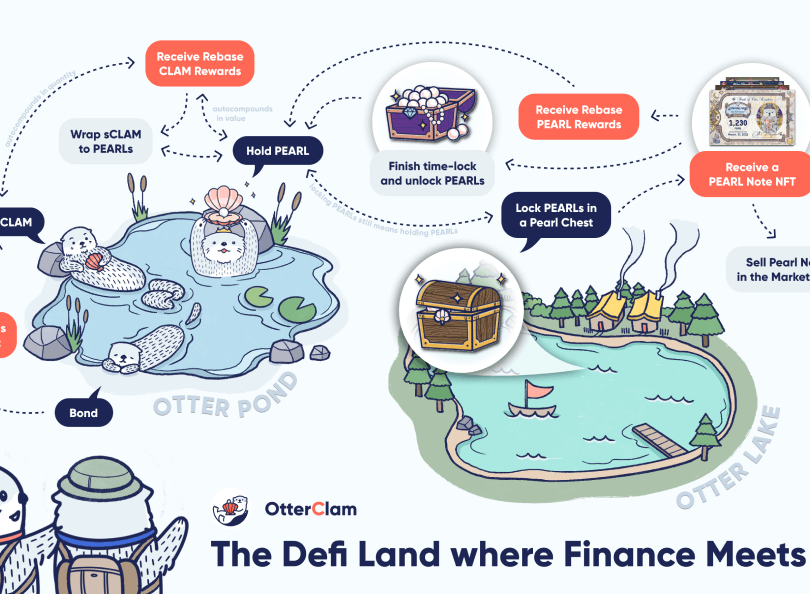 autocompounds in quantity
Receive Rebase
CLAM Rewards
autocompounds
in value
Wrap sCLAM
to PEARLs
Hold PEARL
Finish time-lock
and unlock PEARLs
Receive Rebase
PEARL Rewards
1,230
Receive a
PEARL Note NFT
locking PEARLs still means holding PEARLs
Lock PEARLs in
a Pearl Chest
CLAM
Sell Pearl No
in the Market
s
Bond
OTTER POND
OTTER LAKE
OtterClam
The Defi Land where Finance Meets